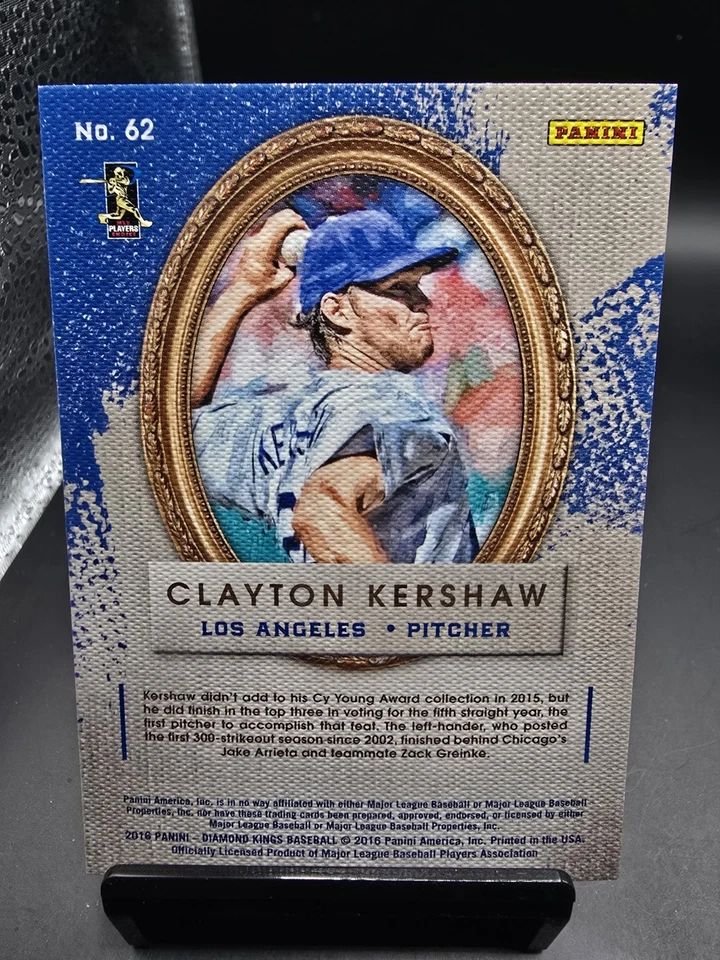 No. 62
PANINI
MLB
PLAYERS
CHOICE
KERS
CLAYTON KERSHAW
LOS ANGELES • PITCHER
Kershaw didn't add to his Cy Young Award collection in 2015, but
he did finish in the top three in voting for the fifth straight year, the
first pitcher to accomplish that feat. The left-hander, who posted
the first 300-strikeout season since 2002, finished behind Chicago's
Jake Arrieta and teammate Zack Greinke.
Panini America, Inc. is in no way affiliated with either Major League Baseball or Major League Baseball
Properties, Inc. nor have these trading cards been prepared, approved, endorsed, or licensed by either
Major League Baseball or Major League Baseball Properties, Inc.
2016 PANINI - DIAMOND KINGS BASEBALL © 2016 Panini America, Inc. Printed in the USA.
Officially Licensed Product of Major League Baseball Players Association